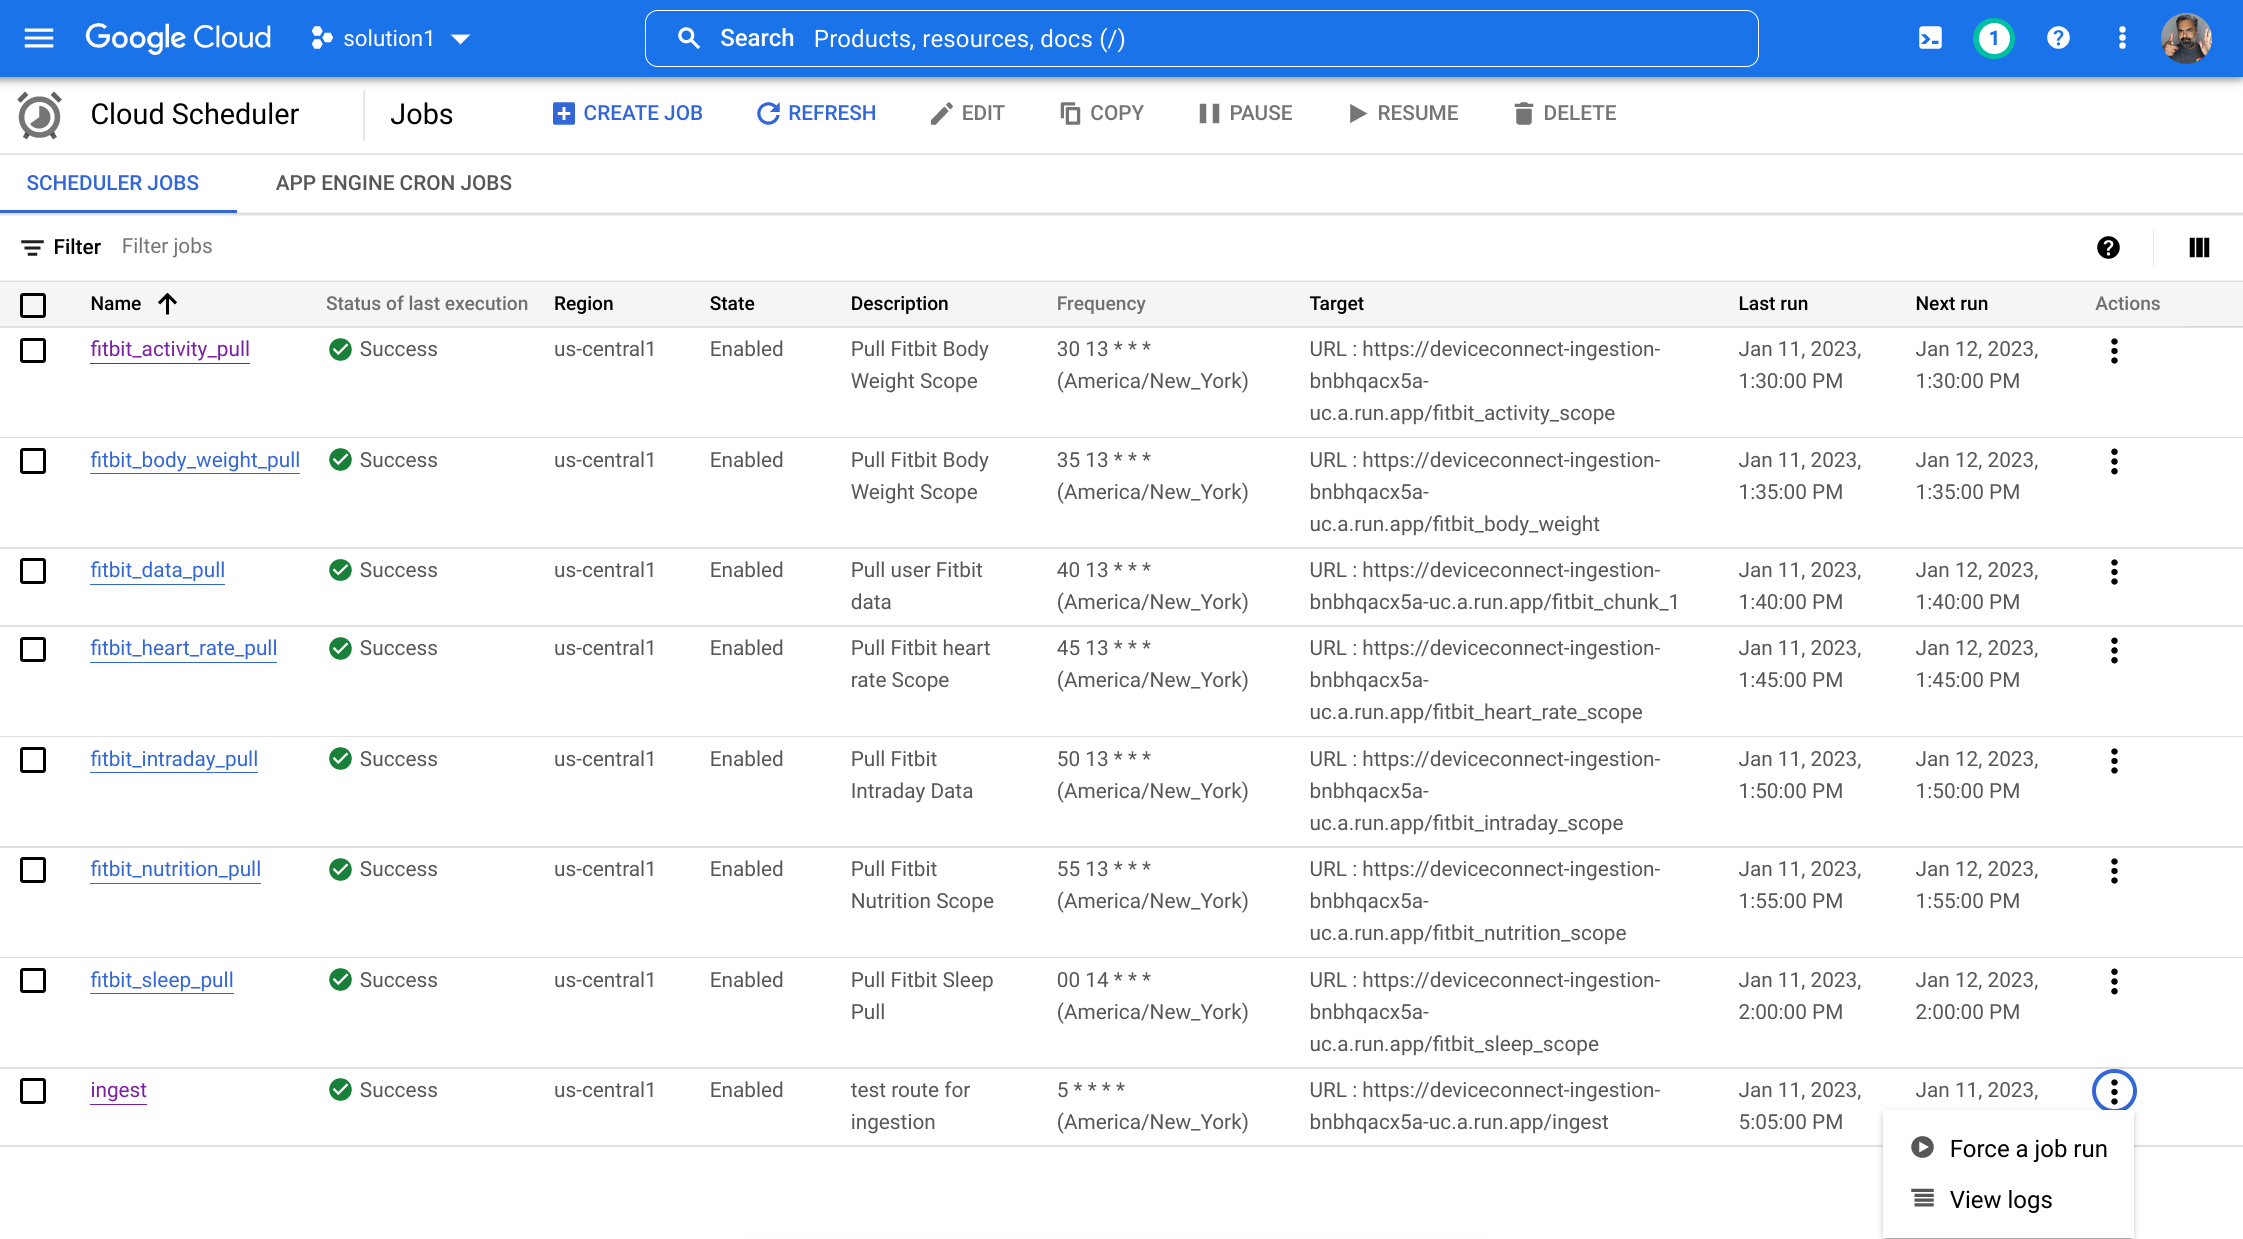 Google Cloud solution1 Search Products, resources, docs (/) 1
Cloud Scheduler Jobs CREATE JOB REFRESH EDIT COPY PAUSE RESUME DELETE
SCHEDULER JOBS APP ENGINE CRON JOBS
Filter Filter jobs
Name Status of last execution Region State Description Frequency Target Last run Next run Actions
fitbit_activity_pull Success us-central1 Enabled Pull Fitbit Body 30 13 * * * URL : https://deviceconnect-ingestion- Jan 11, 2023, Jan 12, 2023,
Weight Scope (America/New_York) bnbhqacx5a- 1:30:00 PM 1:30:00 PM
uc.a.run.app/fitbit_activity_scope
fitbit_body_weight_pull Success us-central1 Enabled Pull Fitbit Body 35 13 * * * URL : https://deviceconnect-ingestion- Jan 11, 2023, Jan 12, 2023,
Weight Scope (America/New_York) bnbhqacx5a- 1:35:00 PM 1:35:00 PM
uc.a.run.app/fitbit_body_weight
fitbit_data_pull Success us-central1 Enabled Pull user Fitbit 40 13 * * * URL : https://deviceconnect-ingestion- Jan 11, 2023, Jan 12, 2023,
data (America/New_York) bnbhqacx5a-uc.a.run.app/fitbit_chunk_1 1:40:00 PM 1:40:00 PM
fitbit_heart_rate_pull Success us-central1 Enabled Pull Fitbit heart 45 13 * * * URL : https://deviceconnect-ingestion- Jan 11, 2023, Jan 12, 2023,
rate Scope (America/New_York) bnbhqacx5a- 1:45:00 PM 1:45:00 PM
uc.a.run.app/fitbit_heart_rate_scope
fitbit_intraday_pull Success us-central1 Enabled Pull Fitbit 50 13 * * * URL : https://deviceconnect-ingestion- Jan 11, 2023, Jan 12, 2023,
Intraday Data (America/New_York) bnbhqacx5a- 1:50:00 PM 1:50:00 PM
uc.a.run.app/fitbit_intraday_scope
fitbit_nutrition_pull Success us-central1 Enabled Pull Fitbit 55 13 * * * URL : https://deviceconnect-ingestion- Jan 11, 2023, Jan 12, 2023,
Nutrition Scope (America/New_York) bnbhqacx5a- 1:55:00 PM 1:55:00 PM
uc.a.run.app/fitbit_nutrition_scope
fitbit_sleep_pull Success us-central1 Enabled Pull Fitbit Sleep 00 14 * * * URL : https://deviceconnect-ingestion- Jan 11, 2023, Jan 12, 2023,
Pull (America/New_York) bnbhqacx5a- 2:00:00 PM 2:00:00 PM
uc.a.run.app/fitbit_sleep_scope
ingest Success us-central1 Enabled test route for 5 * * * * URL : https://deviceconnect-ingestion- Jan 11, 2023, Jan 11, 2023,
ingestion (America/New_York) bnbhqacx5a-uc.a.run.app/ingest 5:05:00 PM
Force a job run
View logs